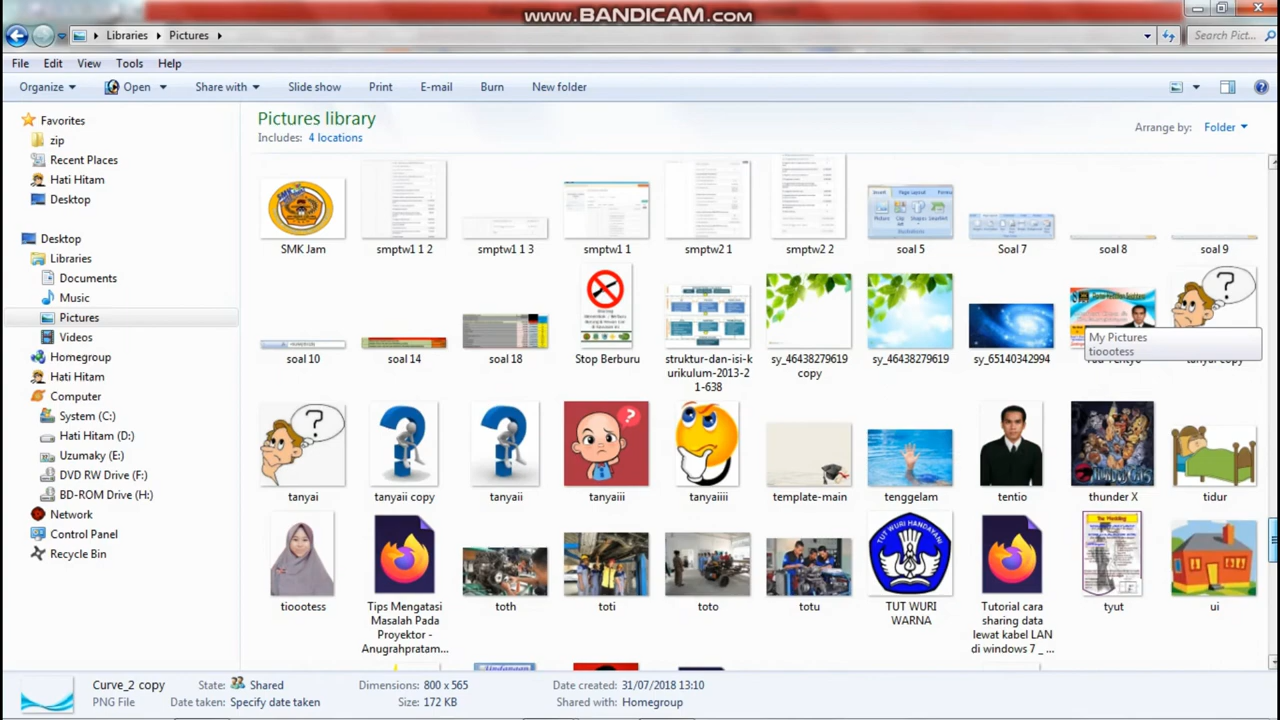 www.BANDICAM.com
Libraries Pictures
Search Pict...
File Edit View Tools Help
Organize Open Share with Slide show Print E-mail Burn New folder
Favorites
zip
Recent Places
Hati Hitam
Desktop
Desktop
Libraries
Documents
Music
Pictures
Videos
Homegroup
Hati Hitam
Computer
System (C:)
Hati Hitam (D:)
Uzumaky (E:)
DVD RW Drive (F:)
BD-ROM Drive (H:)
Network
Control Panel
Recycle Bin
Pictures library
Includes: 4 locations
Arrange by: Folder
SMK Jam
smptw1 1 2
smptw1 1 3
smptw1 1
smptw2 1
smptw2 2
soal 5
Soal 7
soal 8
soal 9
soal 10
soal 14
soal 18
Stop Berburu
struktur-dan-isi-k
urikulum-2013-2
1-638
sy_46438279619
copy
sy_46438279619
sy_65140342994
My Pictures
tioootess
tanyai
tanyaii copy
tanyaii
tanyaiii
tanyaiiii
template-main
tenggelam
tentio
thunder X
tidur
tioootess
Tips Mengatasi
Masalah Pada
Proyektor -
Anugrahpratam...
toth
toti
toto
totu
TUT WURI
WARNA
Tutorial cara
sharing data
lewat kabel LAN
di windows 7 _ ...
tyut
ui
Curve_2 copy
PNG File
State: Shared
Date taken: Specify date taken
Dimensions: 800 x 565
Size: 172 KB
Date created: 31/07/2018 13:10
Shared with: Homegroup